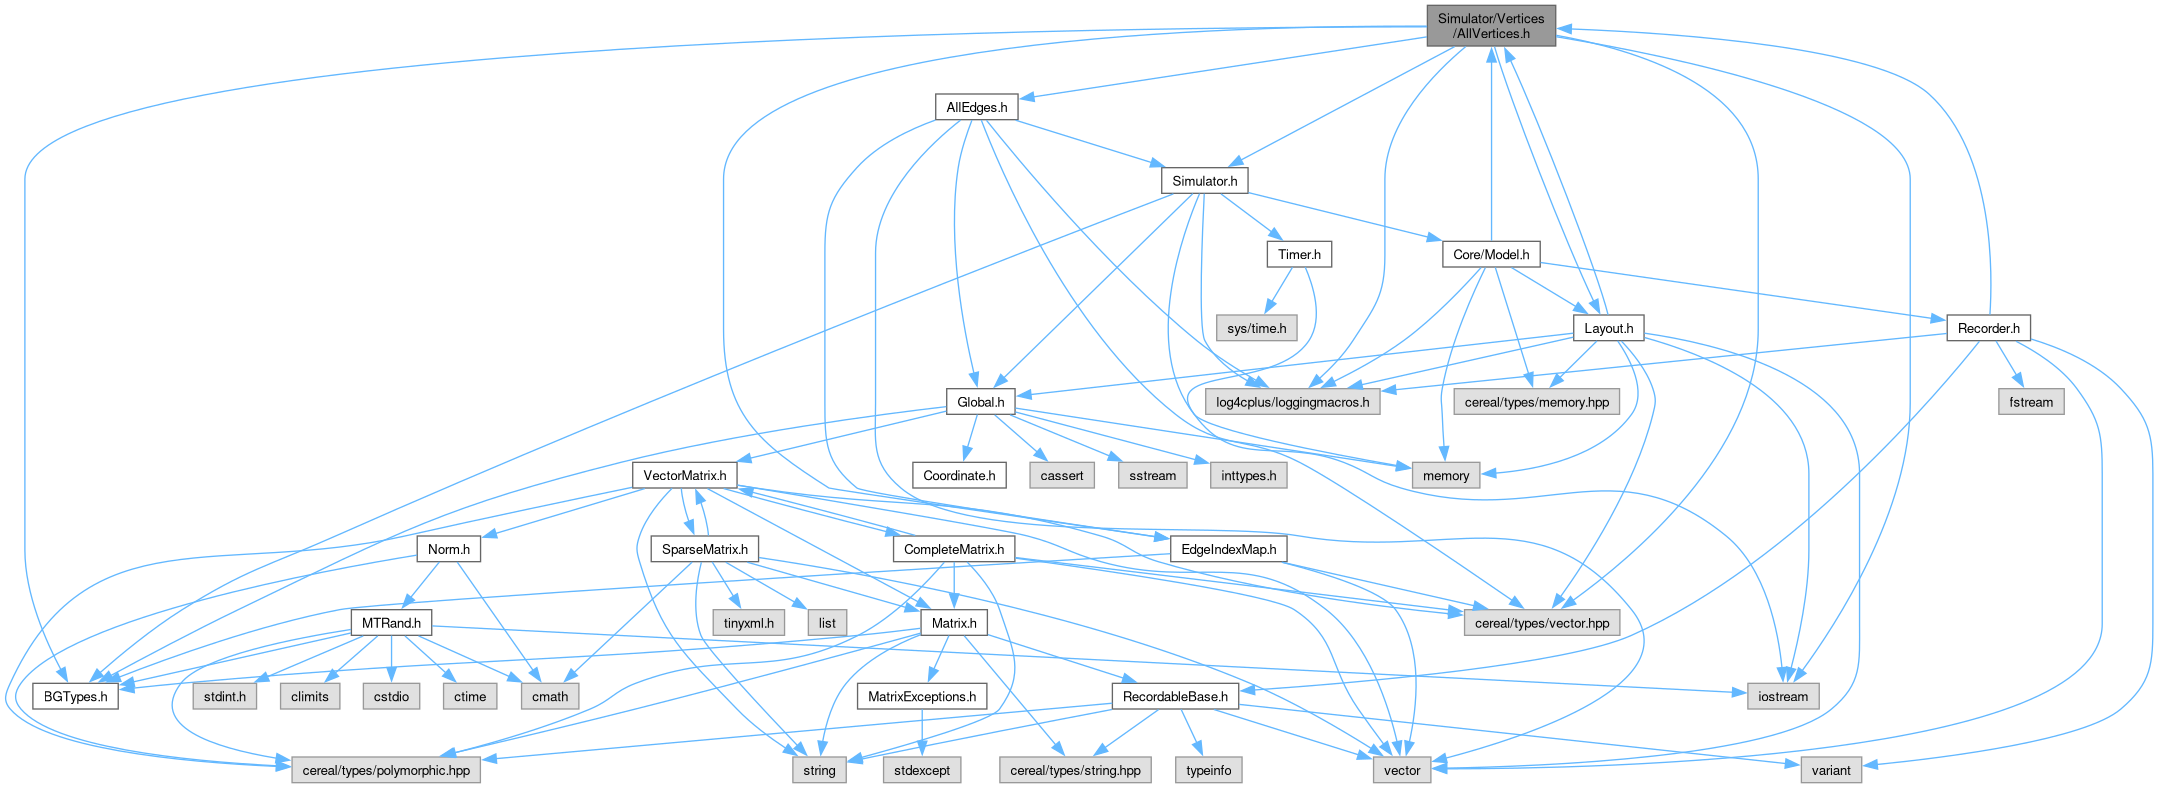 Simulator/Vertices
/AllVertices.h
AllEdges.h
Simulator.h
Timer.h
Core/Model.h
sys/time.h
Layout.h
Recorder.h
Global.h
log4cplus/loggingmacros.h
cereal/types/memory.hpp
fstream
VectorMatrix.h
Coordinate.h
cassert
sstream
inttypes.h
memory
Norm.h
SparseMatrix.h
CompleteMatrix.h
EdgeIndexMap.h
MTRand.h
tinyxml.h
list
Matrix.h
cereal/types/vector.hpp
BGTypes.h
stdint.h
climits
cstdio
ctime
cmath
MatrixExceptions.h
RecordableBase.h
iostream
cereal/types/polymorphic.hpp
string
stdexcept
cereal/types/string.hpp
typeinfo
vector
variant